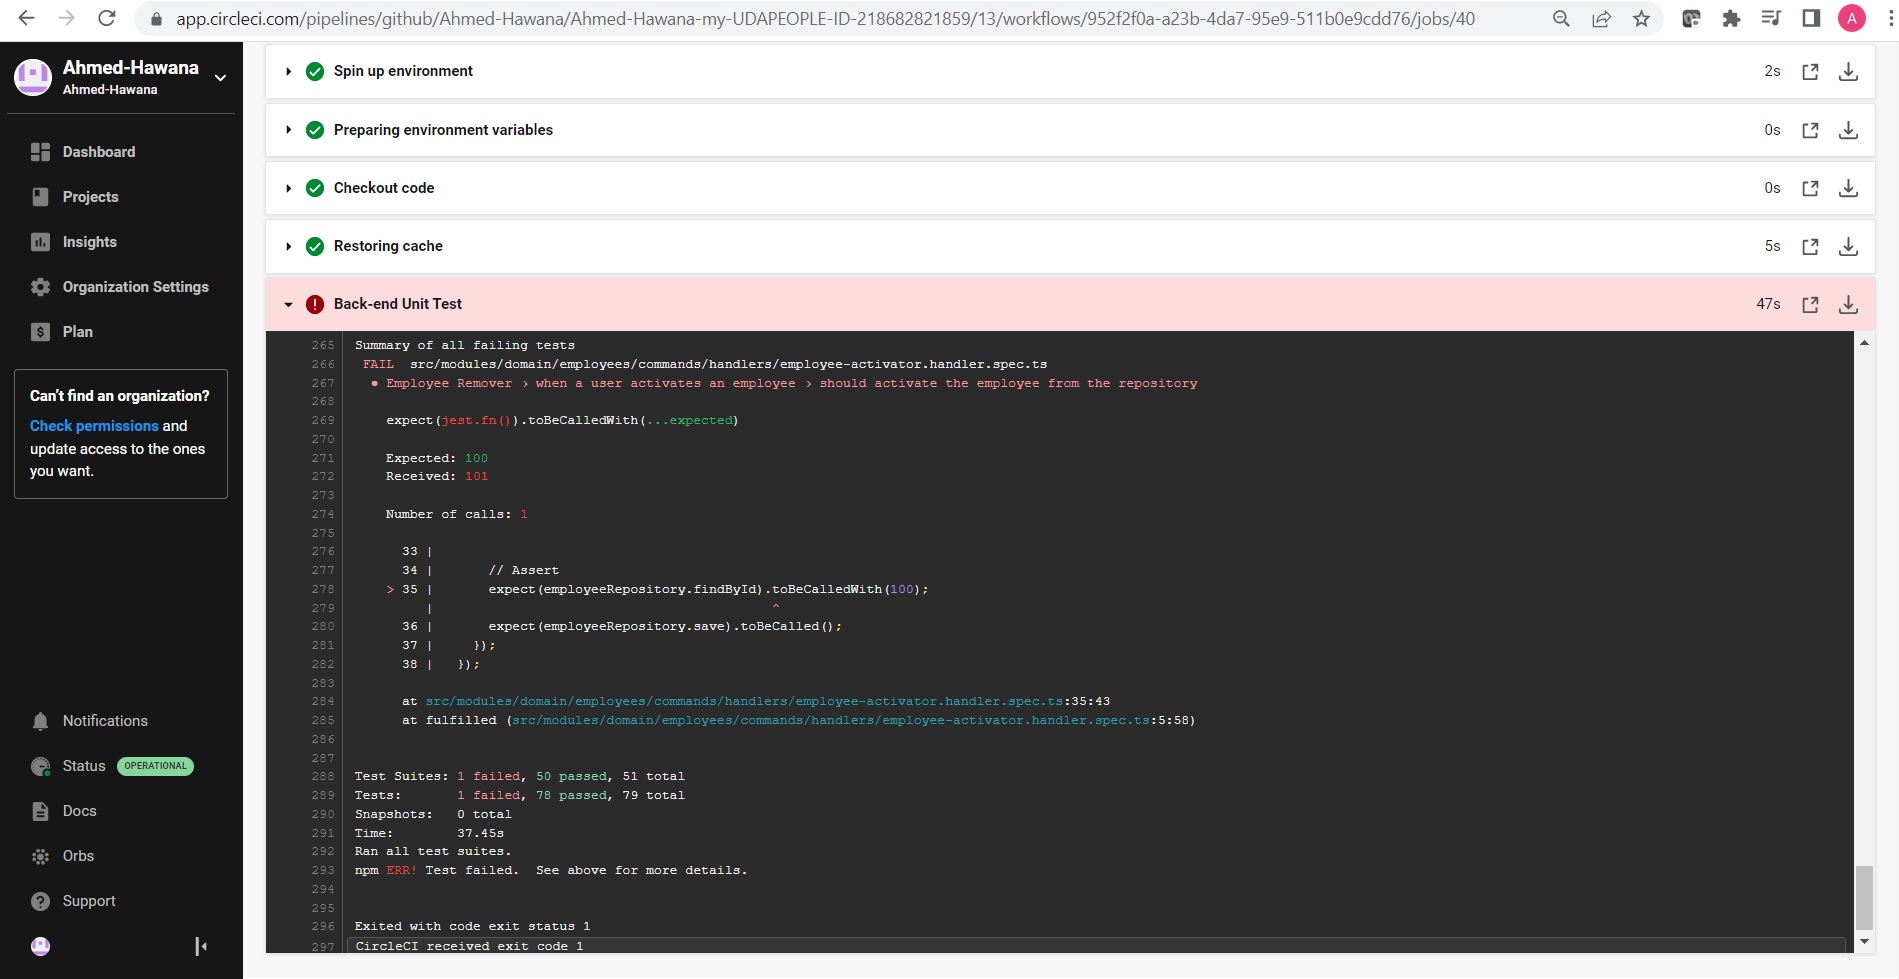 app.circleci.com/pipelines/github/Ahmed-Hawana/Ahmed-Hawana-my-UDAPEOPLE-ID-218682821859/13/workflows/952f2f0a-a23b-4da7-95e9-511b0e9cdd76/jobs/40
A
Ahmed-Hawana
Ahmed-Hawana
Dashboard
Projects
Insights
Organization Settings
Plan
Can't find an organization?
Check permissions and
update access to the ones
you want.
Notifications
Status OPERATIONAL
Docs
Orbs
Support
Spin up environment 2s
Preparing environment variables 0s
Checkout code 0s
Restoring cache 5s
Back-end Unit Test 47s
265 Summary of all failing tests
266 FAIL src/modules/domain/employees/commands/handlers/employee-activator.handler.spec.ts
267 ● Employee Remover › when a user activates an employee › should activate the employee from the repository
268
269 expect(jest.fn()).toBeCalledWith(...expected)
270
271 Expected: 100
272 Received: 101
273
274 Number of calls: 1
275
276 33 |
277 34 | // Assert
278 > 35 | expect(employeeRepository.findById).toBeCalledWith(100);
279 | ^
280 36 | expect(employeeRepository.save).toBeCalled();
281 37 | });
282 38 | });
283
284 at src/modules/domain/employees/commands/handlers/employee-activator.handler.spec.ts:35:43
285 at fulfilled (src/modules/domain/employees/commands/handlers/employee-activator.handler.spec.ts:5:58)
286
287
288 Test Suites: 1 failed, 50 passed, 51 total
289 Tests: 1 failed, 78 passed, 79 total
290 Snapshots: 0 total
291 Time: 37.45s
292 Ran all test suites.
293 npm ERR! Test failed. See above for more details.
294
295
296 Exited with code exit status 1
297 CircleCI received exit code 1